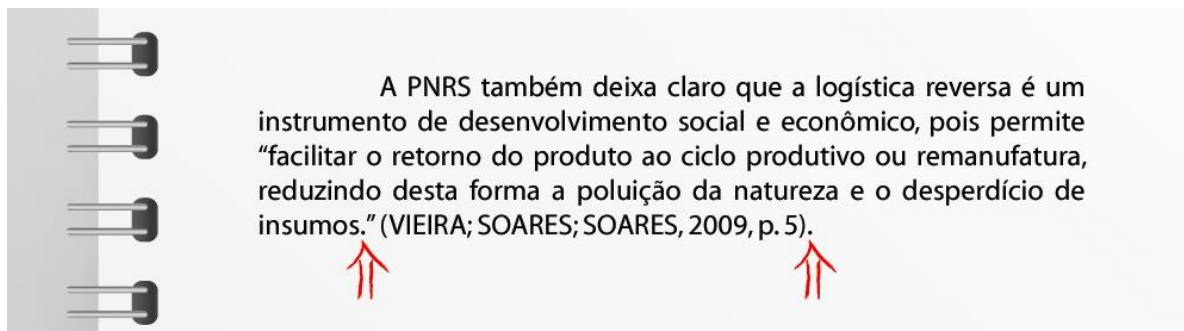 A PNRS também deixa claro que a logística reversa é um
instrumento de desenvolvimento social e econômico, pois permite
“facilitar o retorno do produto ao ciclo produtivo ou remanufatura,
reduzindo desta forma a poluição da natureza e o desperdício de
insumos.” (VIEIRA; SOARES; SOARES, 2009, p. 5).